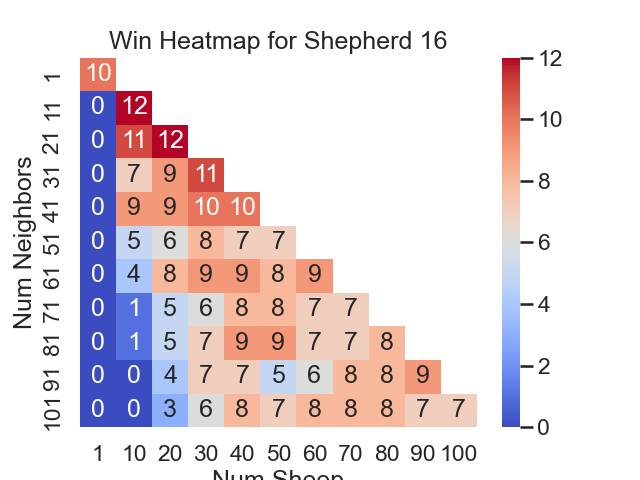 Win Heatmap for Shepherd 16
Num Neighbors
1 10
11 0 12
21 0 11 12
31 0 7 9 11
41 0 9 9 10 10
51 0 5 6 8 7 7
61 0 4 8 9 9 8 9
71 0 1 5 6 8 8 7 7
81 0 1 5 7 9 9 7 7 8
91 0 0 4 7 7 5 6 8 8 9
101 0 0 3 6 8 7 8 8 8 7 7
1 10 20 30 40 50 60 70 80 90 100
Num Sheep
12
10
8
6
4
2
0